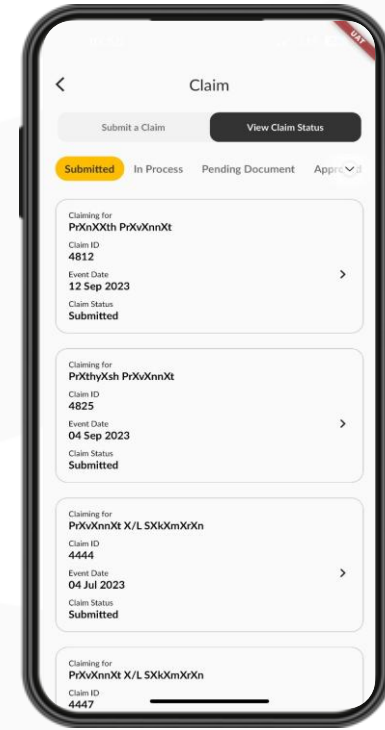 UAT
Claim
Submit a Claim View Claim Status
Submitted In Process Pending Document
Claiming for
PrXnXXth PrXvXnnXt
Claim ID
4812
Event Date
12 Sep 2023
Claim Status
Submitted
Claiming for
PrXthyXsh PrXvXnnXt
Claim ID
4825
Event Date
04 Sep 2023
Claim Status
Submitted
Claiming for
PrXvXnnXt X/L SXkXmXrXn
Claim ID
4444
Event Date
04 Jul 2023
Claim Status
Submitted
Claiming for
PrXvXnnXt X/L SXkXmXrXn
Claim ID
4447